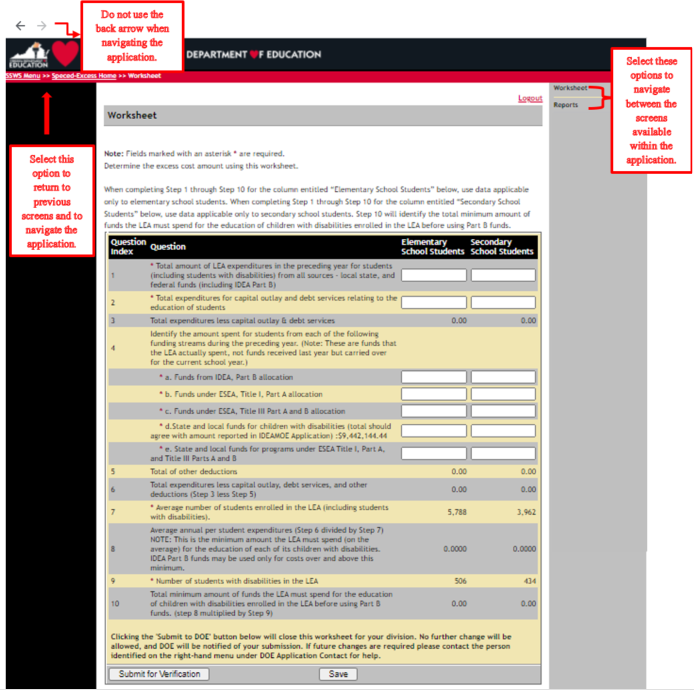 Do not use the
back arrow when
navigating the
application.
EDUCATION
DEPARTMENT OF EDUCATION
SSWS Menu >> Speced-Excess Home >> Worksheet
Select these
options to
navigate
between the
screens
available
within the
application.
Worksheet
Reports
Logout
Worksheet
Select this
option to
return to
previous
screens and to
navigate the
application.
Note: Fields marked with an asterisk * are required.
Determine the excess cost amount using this worksheet.
When completing Step 1 through Step 10 for the column entitled "Elementary School Students" below, use data applicable
only to elementary school students. When completing Step 1 through Step 10 for the column entitled "Secondary School
Students" below, use data applicable only to secondary school students. Step 10 will identify the total minimum amount of
funds the LEA must spend for the education of children with disabilities enrolled in the LEA before using Part B funds.
Question Index Question Elementary School Students Secondary School Students
1 * Total amount of LEA expenditures in the preceding year for students
(including students with disabilities) from all sources - local state, and
federal funds (including IDEA Part B)
2 * Total expenditures for capital outlay and debt services relating to the
education of students
3 Total expenditures less capital outlay & debt services 0.00 0.00
4 Identify the amount spent for students from each of the following
funding streams during the preceding year. (Note: These are funds that
the LEA actually spent, not funds received last year but carried over
for the current school year.)
* a. Funds from IDEA, Part B allocation
* b. Funds under ESEA, Title I, Part A allocation
* c. Funds under ESEA, Title III Part A and B allocation
* d.State and local funds for children with disabilities (total should
agree with amount reported in IDEAMOE Application) :$9,442,144.44
* e. State and local funds for programs under ESEA Title I, Part A,
and Title III Parts A and B
5 Total of other deductions 0.00 0.00
6 Total expenditures less capital outlay, debt services, and other
deductions (Step 3 less Step 5) 0.00 0.00
7 * Average number of students enrolled in the LEA (including students
with disabilities). 5,788 3,962
8 Average annual per student expenditures (Step 6 divided by Step 7)
NOTE: This is the minimum amount the LEA must spend (on the
average) for the education of each of its children with disabilities.
IDEA Part B funds may be used only for costs over and above this
minimum. 0.0000 0.0000
9 * Number of students with disabilities in the LEA 506 434
10 Total minimum amount of funds the LEA must spend for the education
of children with disabilities enrolled in the LEA before using Part B
funds. (step 8 multiplied by Step 9) 0.00 0.00
Clicking the 'Submit to DOE' button below will close this worksheet for your division. No further change will be
allowed, and DOE will be notified of your submission. If future changes are required please contact the person
identified on the right-hand menu under DOE Application Contact for help.
Submit for Verification Save